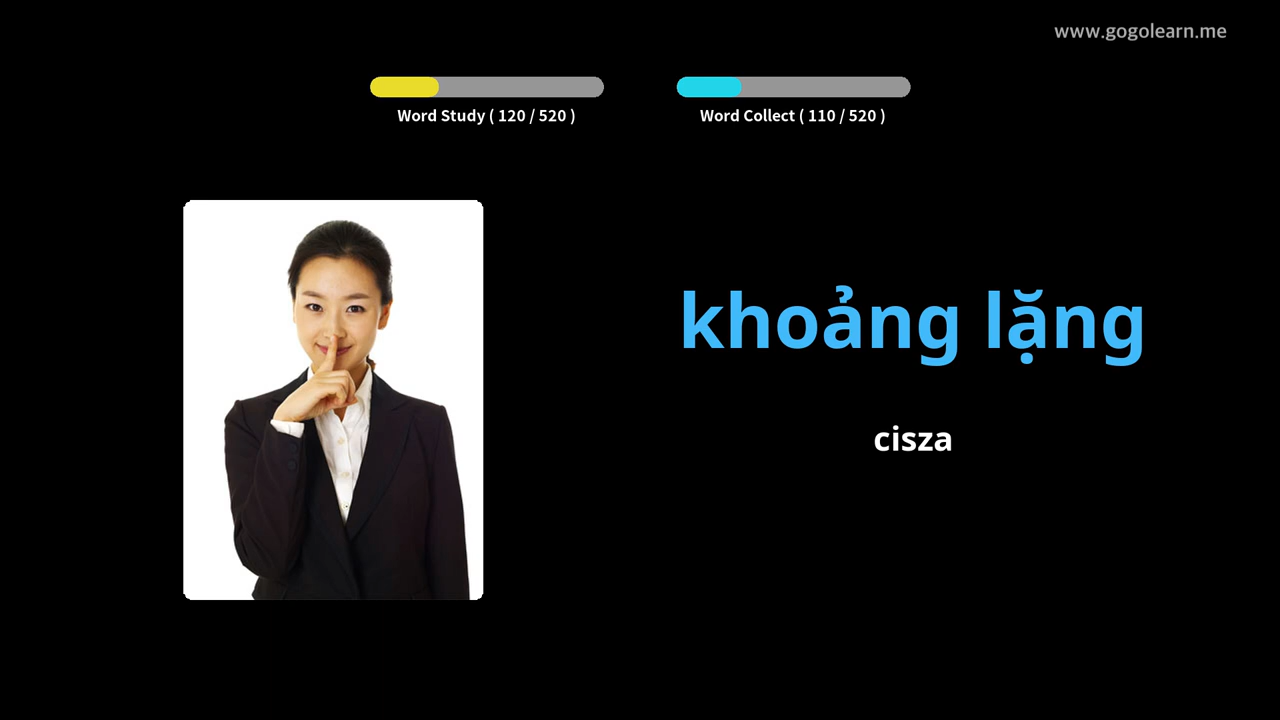 www.gogolearn.me
Word Study ( 120 / 520 )
Word Collect ( 110 / 520 )
khoảng lặng
cisza